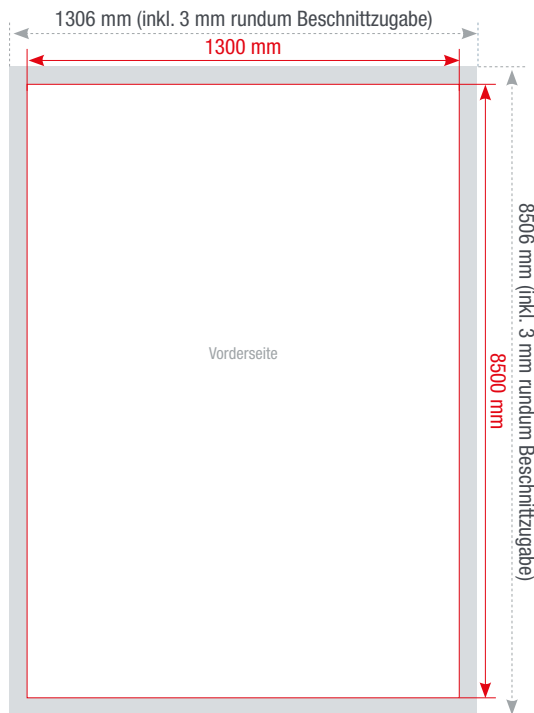 1306 mm (inkl. 3 mm rundum Beschnittzugabe)
1300 mm
Vorderseite
8500 mm
8506 mm (inkl. 3 mm rundum Beschnittzugabe)